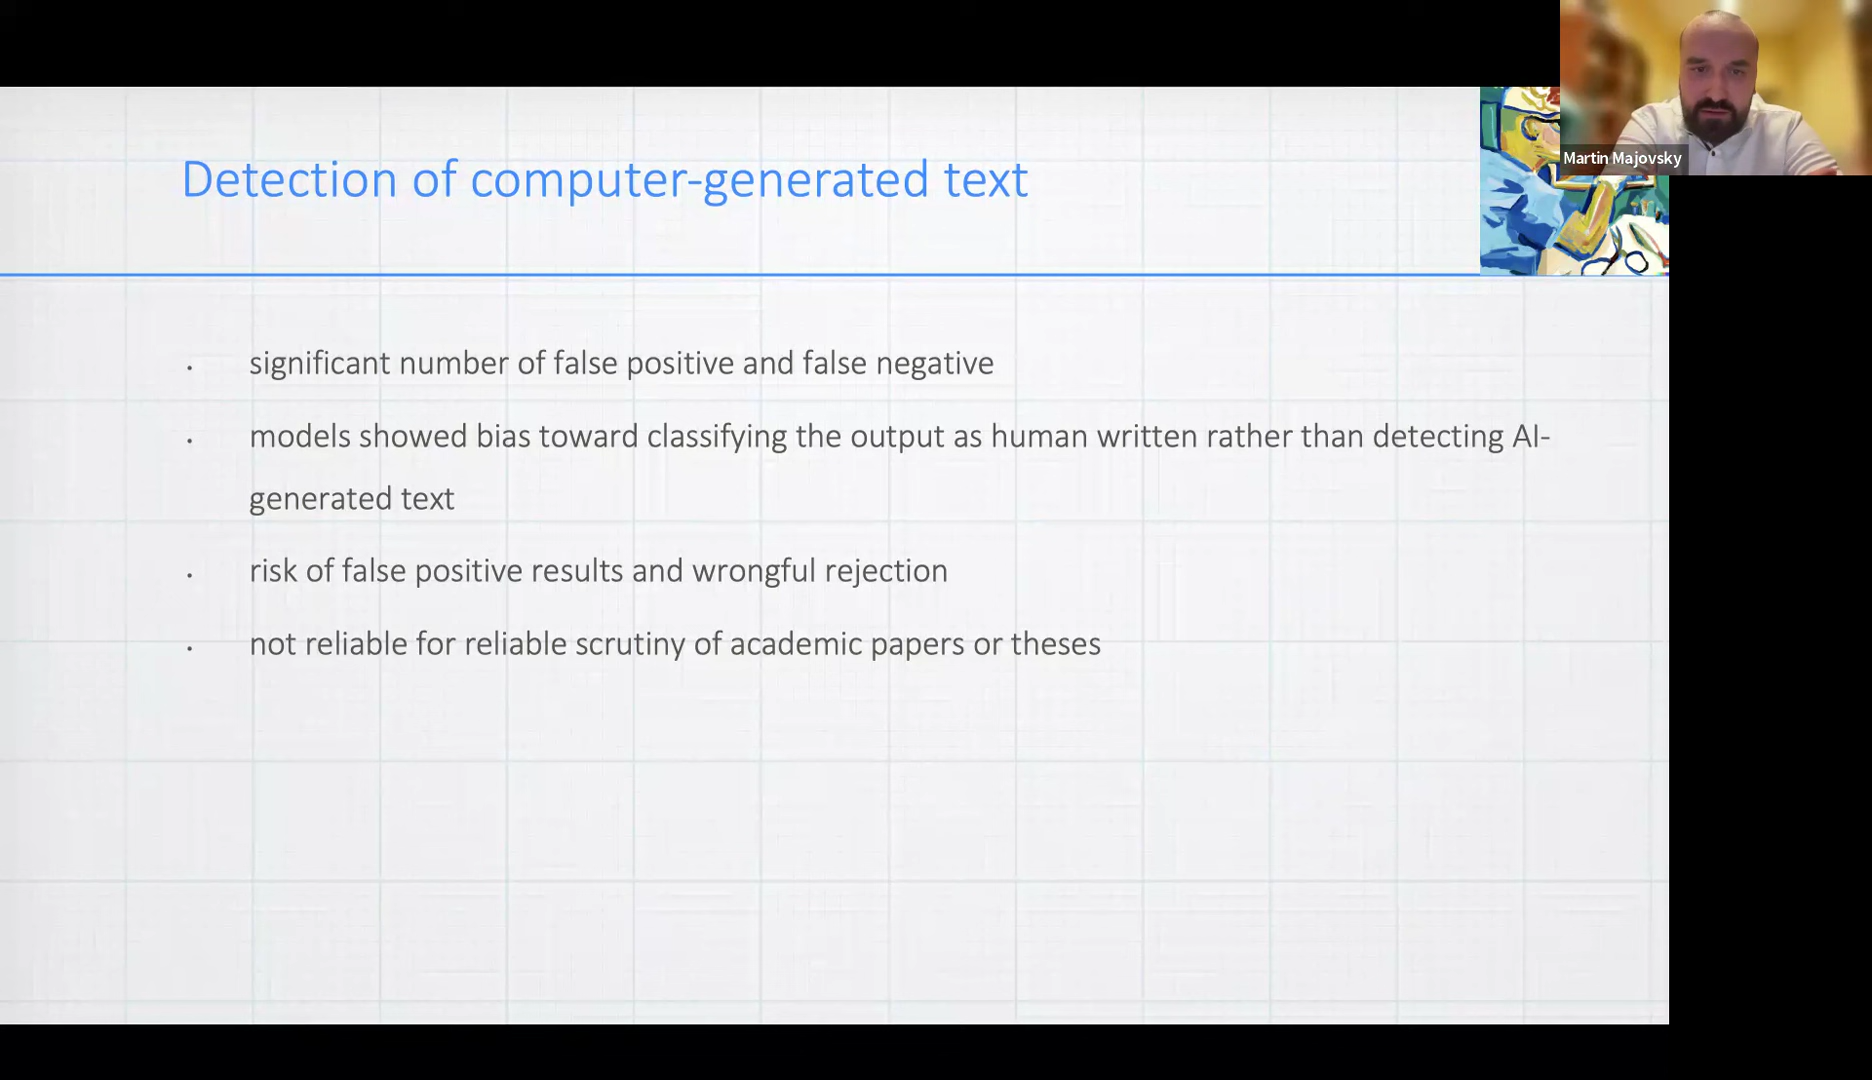 Detection of computer-generated text
Martin Majovsky
significant number of false positive and false negative
models showed bias toward classifying the output as human written rather than detecting AI-
generated text
risk of false positive results and wrongful rejection
not reliable for reliable scrutiny of academic papers or theses